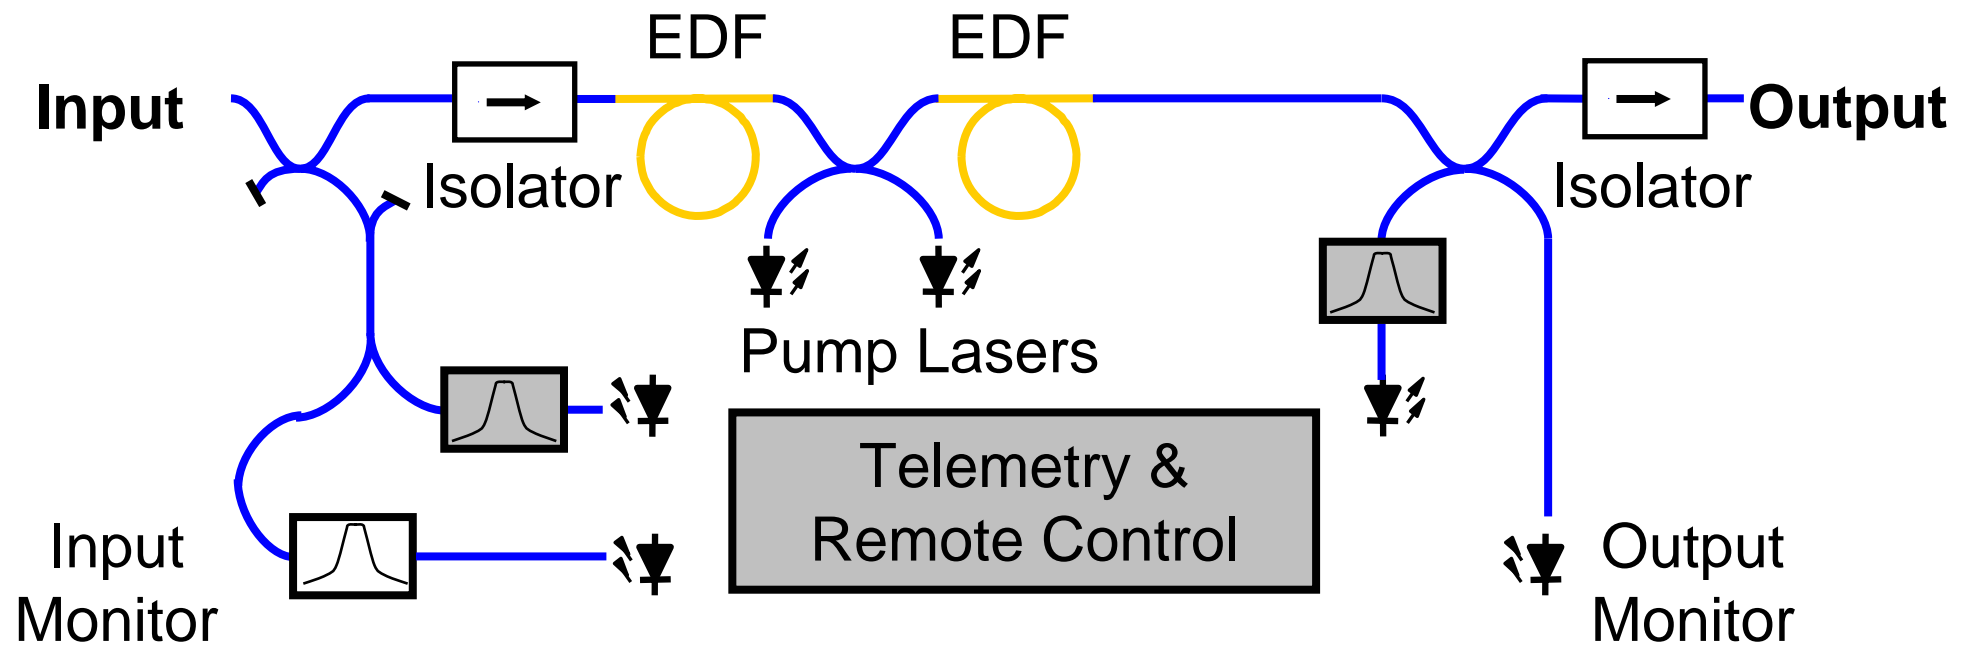 EDF
EDF
Input
Output
Isolator
Isolator
Pump Lasers
Telemetry &
Remote Control
Input
Monitor
Output
Monitor